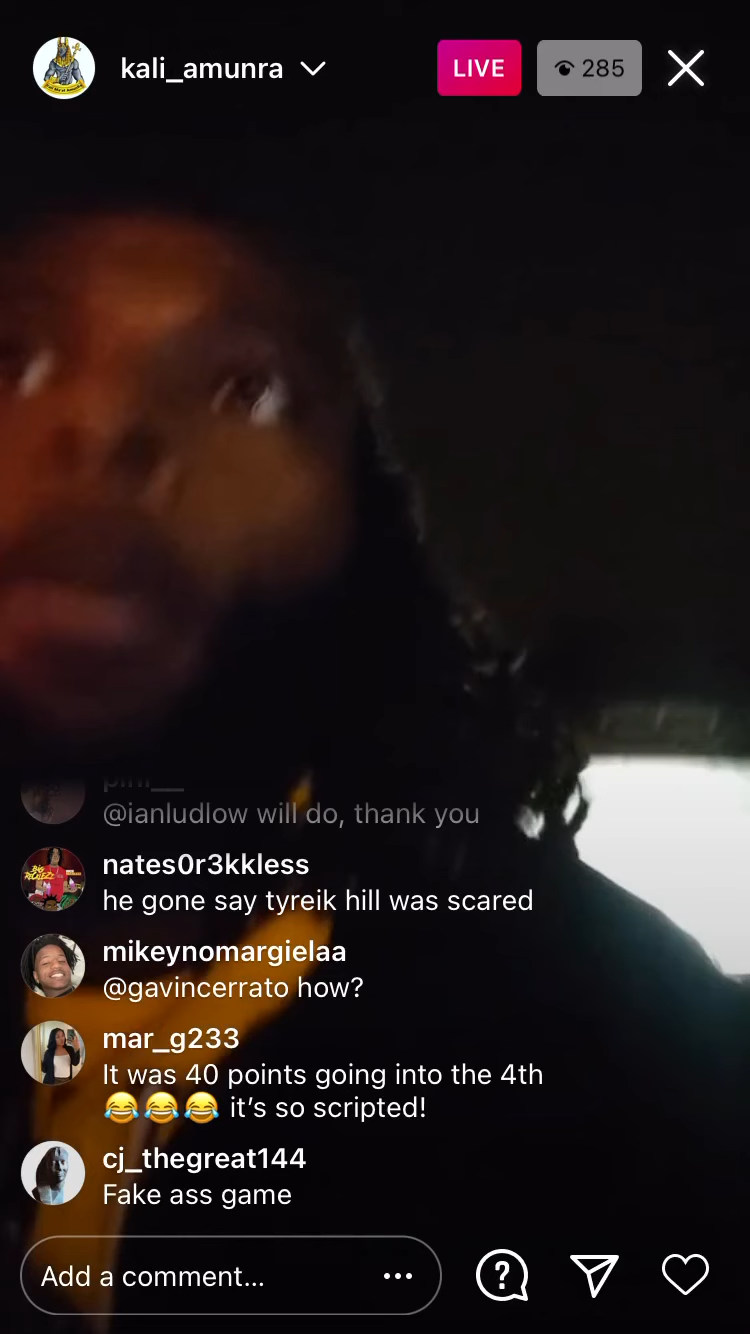 kali_amunra
LIVE
285
@ianludlow will do, thank you
nates0r3kkless
he gone say tyreik hill was scared
mikeynomargielaa
@gavincerrato how?
mar_g233
It was 40 points going into the 4th
😂😂😂 it’s so scripted!
cj_thegreat144
Fake ass game
Add a comment...